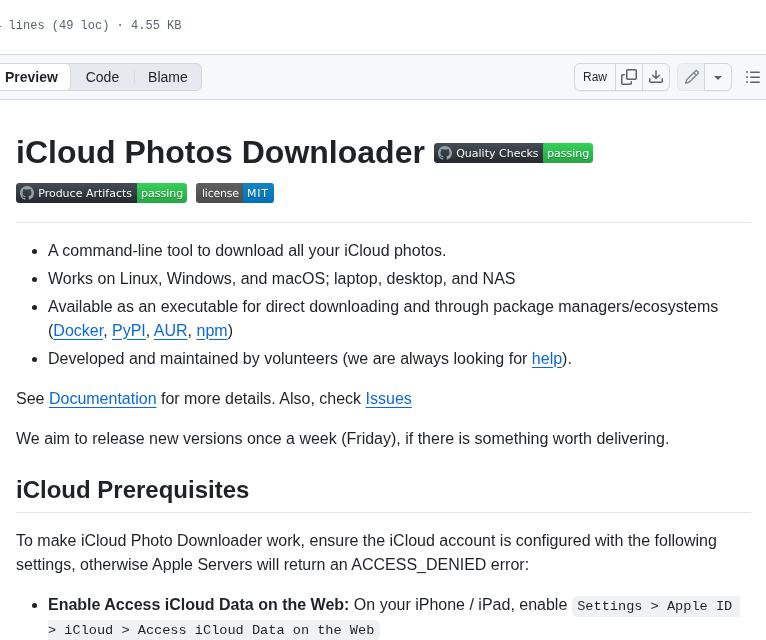 lines (49 loc) · 4.55 KB
Preview Code Blame Raw
iCloud Photos Downloader Quality Checks passing
Produce Artifacts passing license MIT
A command-line tool to download all your iCloud photos.
Works on Linux, Windows, and macOS; laptop, desktop, and NAS
Available as an executable for direct downloading and through package managers/ecosystems
(Docker, PyPI, AUR, npm)
Developed and maintained by volunteers (we are always looking for help).
See Documentation for more details. Also, check Issues
We aim to release new versions once a week (Friday), if there is something worth delivering.
iCloud Prerequisites
To make iCloud Photo Downloader work, ensure the iCloud account is configured with the following
settings, otherwise Apple Servers will return an ACCESS_DENIED error:
Enable Access iCloud Data on the Web: On your iPhone / iPad, enable Settings > Apple ID
> iCloud > Access iCloud Data on the Web